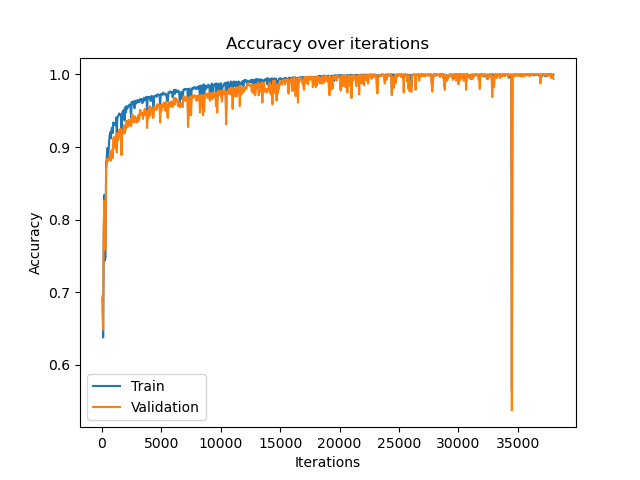 Accuracy over iterations
1.0
0.9
0.8
0.7
0.6
Accuracy
Train
Validation
0 5000 10000 15000 20000 25000 30000 35000
Iterations